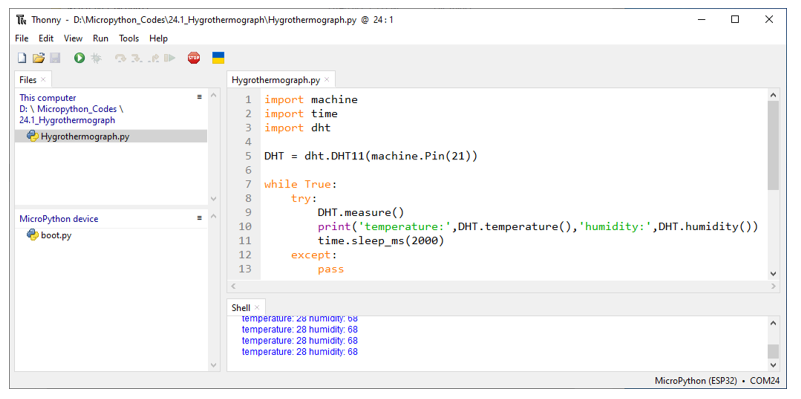 Thonny - D:\Micropython_Codes\24.1_Hygrothermograph\Hygrothermograph.py @ 24 : 1
File Edit View Run Tools Help
STOP
Files ×
This computer
D: \ Micropython_Codes \
24.1_Hygrothermograph
Hygrothermograph.py
MicroPython device
boot.py
Hygrothermograph.py ×
1 import machine
2 import time
3 import dht
4
5 DHT = dht.DHT11(machine.Pin(21))
6
7 while True:
8     try:
9         DHT.measure()
10         print('temperature:',DHT.temperature(),'humidity:',DHT.humidity())
11         time.sleep_ms(2000)
12     except:
13         pass
Shell ×
temperature: 28 humidity: 68
temperature: 28 humidity: 68
temperature: 28 humidity: 68
temperature: 28 humidity: 68
MicroPython (ESP32) • COM24